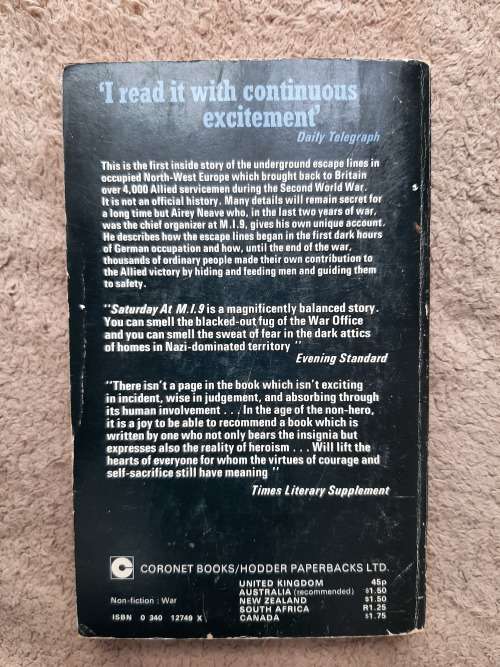 'I read it with continuous
excitement'
Daily Telegraph
This is the first inside story of the underground escape lines in
occupied North-West Europe which brought back to Britain
over 4,000 Allied servicemen during the Second World War.
It is not an official history. Many details will remain secret for
a long time but Airey Neave who, in the last two years of war,
was the chief organizer at M.I.9, gives his own unique account.
He describes how the escape lines began in the first dark hours
of German occupation and how, until the end of the war,
thousands of ordinary people made their own contribution to
the Allied victory by hiding and feeding men and guiding them
to safety.
"Saturday At M.I.9 is a magnificently balanced story.
You can smell the blacked-out fug of the War Office
and you can smell the sweat of fear in the dark attics
of homes in Nazi-dominated territory"
Evening Standard
"There isn't a page in the book which isn't exciting
in incident, wise in judgement, and absorbing through
its human involvement . . . In the age of the non-hero,
it is a joy to be able to recommend a book which is
written by one who not only bears the insignia but
expresses also the reality of heroism . . . Will lift the
hearts of everyone for whom the virtues of courage and
self-sacrifice still have meaning"
Times Literary Supplement
CORONET BOOKS/HODDER PAPERBACKS LTD.
UNITED KINGDOM 45p
AUSTRALIA (recommended) $1.50
Non-fiction : War NEW ZEALAND $1.50
SOUTH AFRICA R1.25
ISBN 0 340 12749 X CANADA $1.75